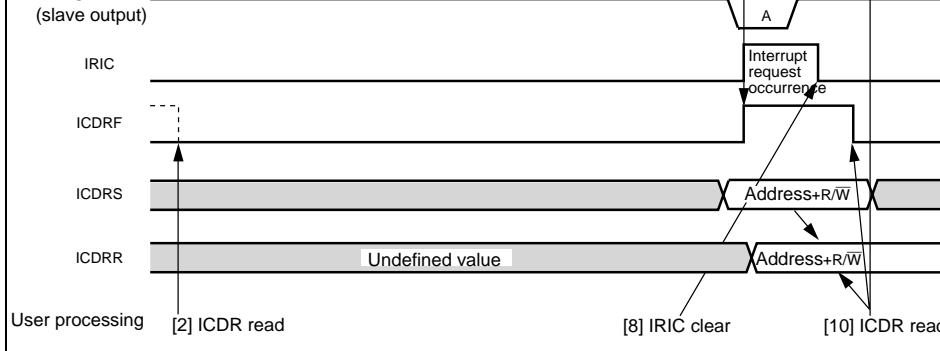 (slave output)
A
IRIC
Interrupt
request
occurrence
ICDRF
ICDRS
Address+R/W̅
ICDRR
Undefined value
Address+R/W̅
User processing
[2] ICDR read
[8] IRIC clear
[10] ICDR read